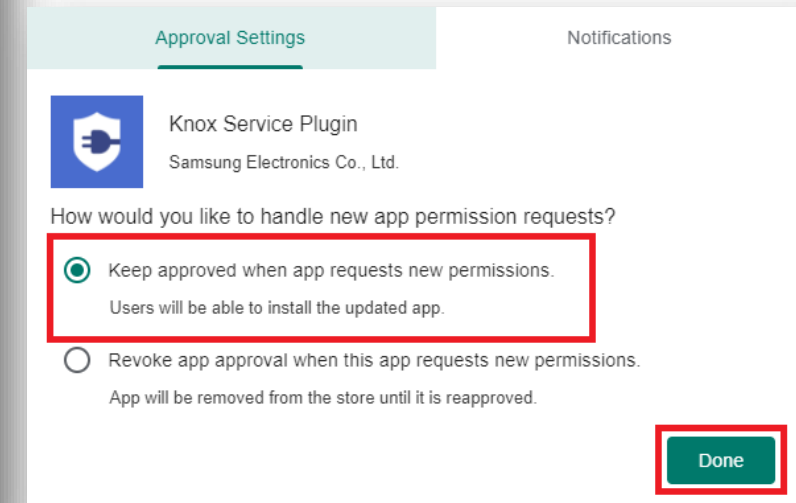 Approval Settings
Notifications
Knox Service Plugin
Samsung Electronics Co., Ltd.
How would you like to handle new app permission requests?
Keep approved when app requests new permissions.
Users will be able to install the updated app.
Revoke app approval when this app requests new permissions.
App will be removed from the store until it is reapproved.
Done